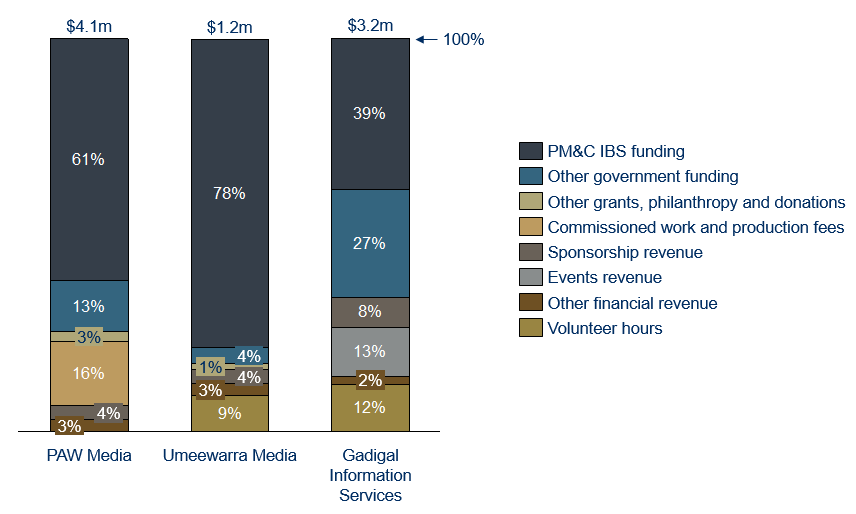 $4.1m
$1.2m
$3.2m
100%
61%
13%
3%
16%
4%
3%
78%
4%
1%
4%
3%
9%
39%
27%
8%
13%
2%
12%
PAW Media
Umeewarra Media
Gadigal
Information
Services
PM&C IBS funding
Other government funding
Other grants, philanthropy and donations
Commissioned work and production fees
Sponsorship revenue
Events revenue
Other financial revenue
Volunteer hours